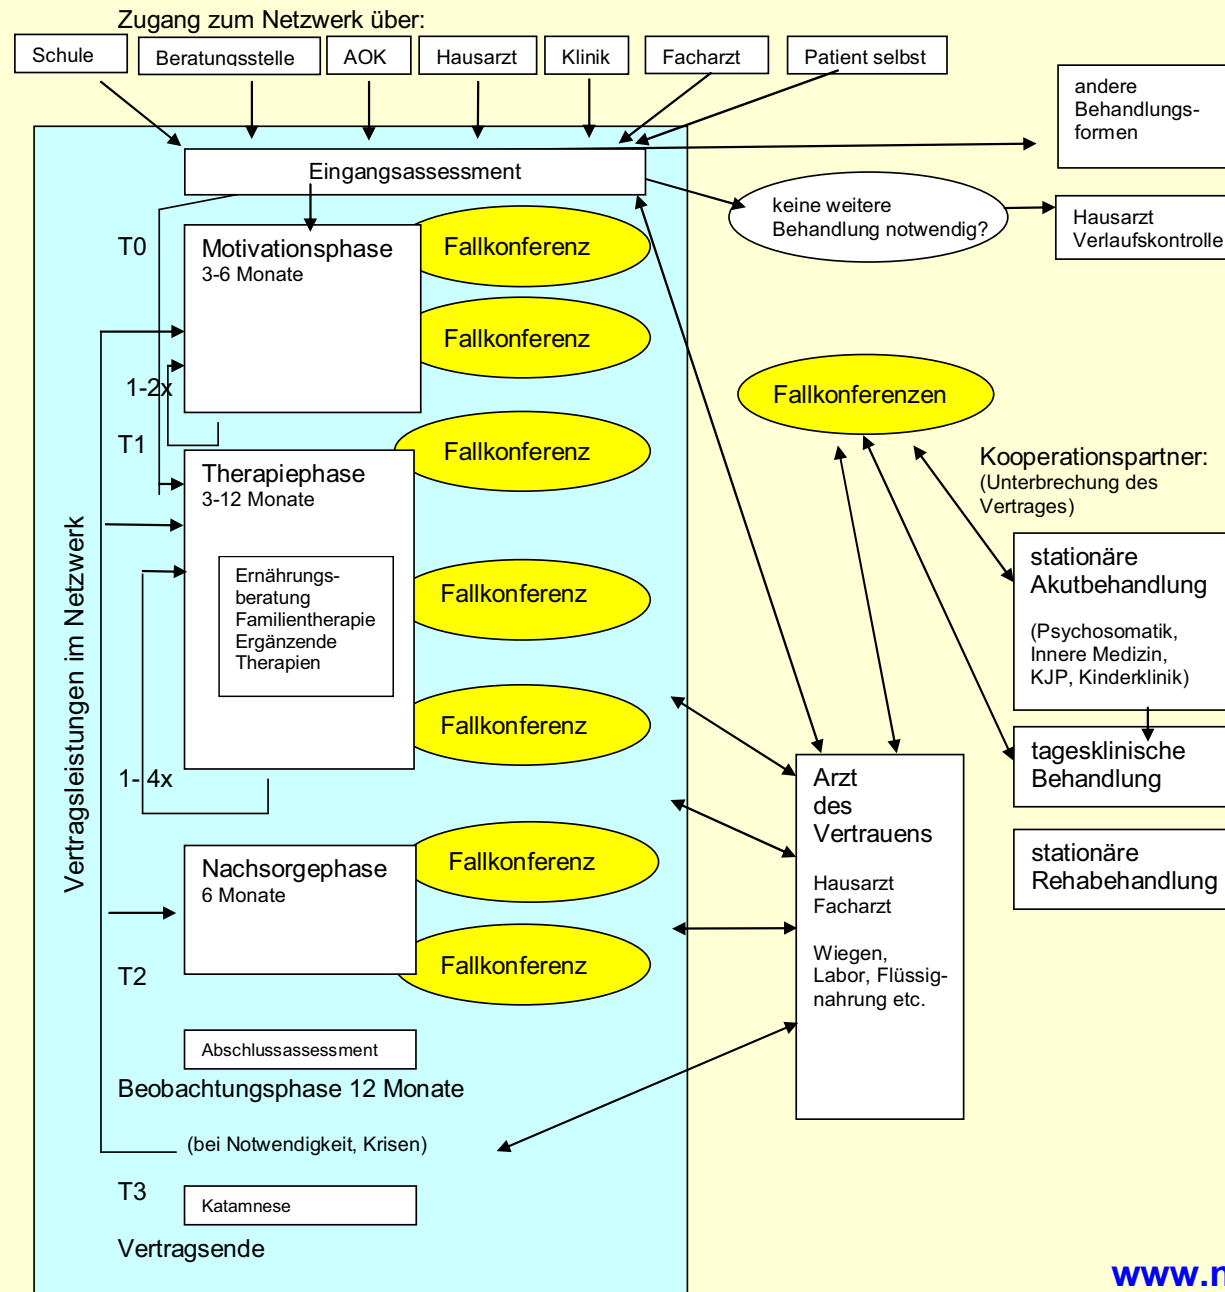 Zugang zum Netzwerk über:
Schule
Beratungsstelle
AOK
Hausarzt
Klinik
Facharzt
Patient selbst
andere
Behandlungs-
formen
Eingangsassessment
keine weitere
Behandlung notwendig?
Hausarzt
Verlaufskontrolle
T0
Motivationsphase
3-6 Monate
Fallkonferenz
Fallkonferenz
1-2x
T1
Fallkonferenz
Therapiephase
3-12 Monate
Ernährungs-
beratung
Familientherapie
Ergänzende
Therapien
Fallkonferenz
Fallkonferenz
1-4x
Vertragsleistungen im Netzwerk
Nachsorgephase
6 Monate
Fallkonferenz
Fallkonferenz
T2
Abschlussassessment
Beobachtungsphase 12 Monate
(bei Notwendigkeit, Krisen)
T3
Katamnese
Vertragsende
Fallkonferenzen
Kooperationspartner:
(Unterbrechung des
Vertrages)
stationäre
Akutbehandlung
(Psychosomatik,
Innere Medizin,
KJP, Kinderklinik)
tagesklinische
Behandlung
stationäre
Rehabehandlung
Arzt
des
Vertrauens
Hausarzt
Facharzt
Wiegen,
Labor, Flüssig-
nahrung etc.
www.n